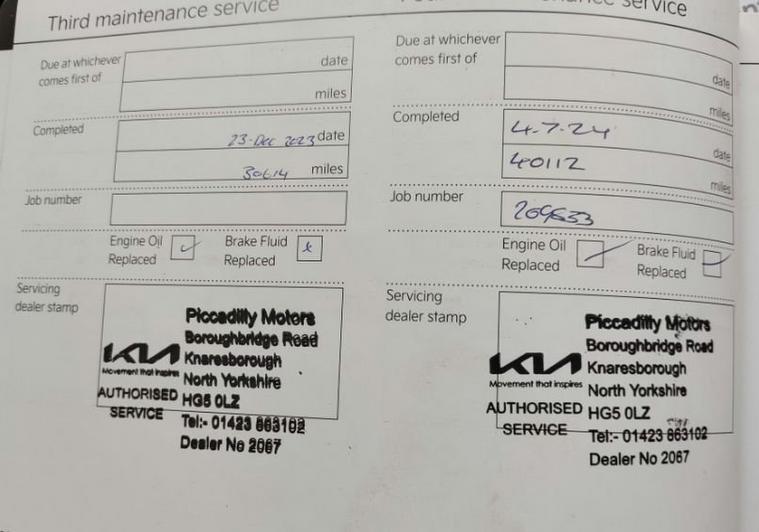 Third maintenance service
Due at whichever
comes first of
date
miles
Completed
23-Dec 2023 date
30614 miles
Job number
Engine Oil
Replaced
Brake Fluid
Replaced
Servicing
dealer stamp
Piccadilly Motors
Boroughbridge Road
Knaresborough
North Yorkshire
HG5 0LZ
Tel:- 01423 863102
Dealer No 2067
KIA
Movement that inspires
AUTHORISED
SERVICE
service
Due at whichever
comes first of
date
miles
Completed
4-7-24
date
40112
miles
Job number
Engine Oil
Replaced
Brake Fluid
Replaced
Servicing
dealer stamp
Piccadilly Motors
Boroughbridge Road
Knaresborough
North Yorkshire
HG5 0LZ
Tel:- 01423 863102
Dealer No 2067
KIA
Movement that inspires
AUTHORISED
SERVICE